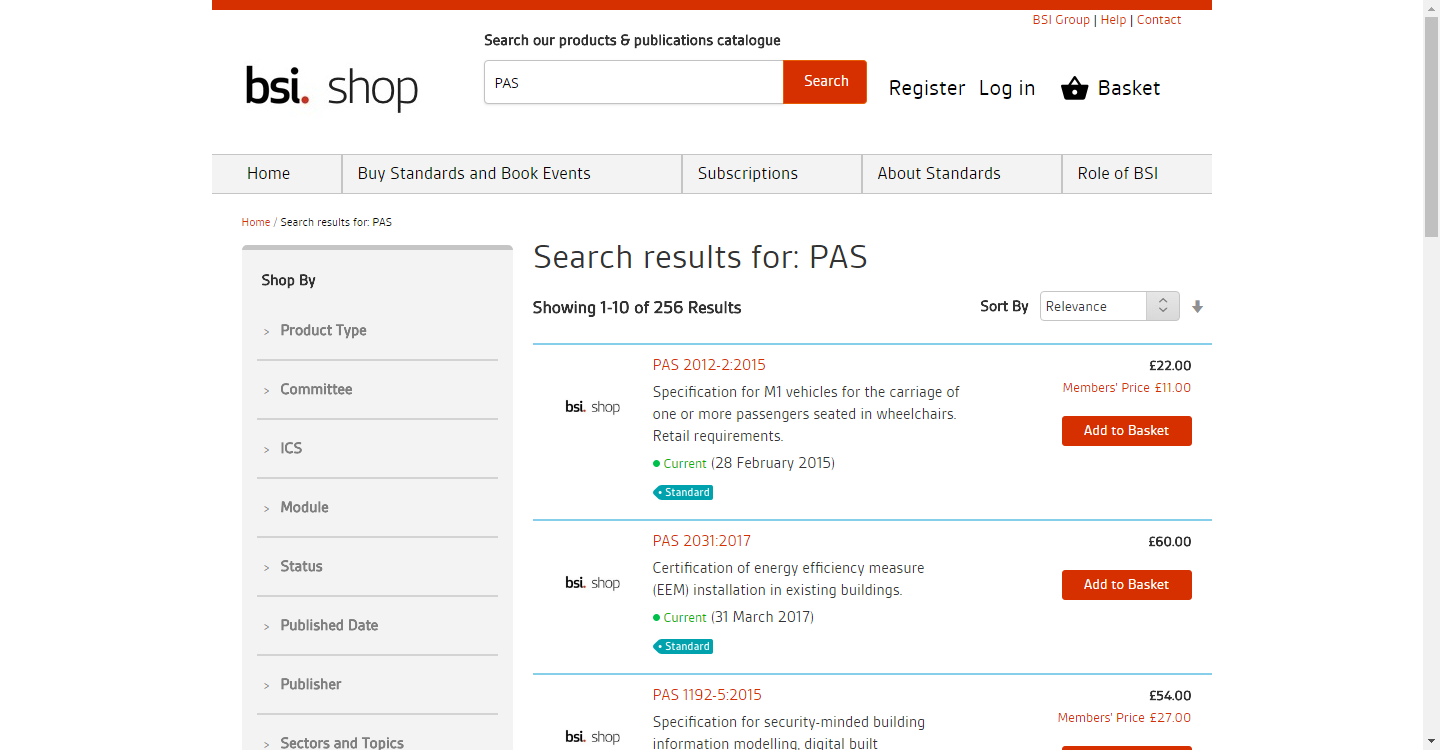 BSI Group | Help | Contact
Search our products & publications catalogue
bsi. shop
PAS
Search
Register
Log in
Basket
Home
Buy Standards and Book Events
Subscriptions
About Standards
Role of BSI
Home / Search results for: PAS
Shop By
> Product Type
> Committee
> ICS
> Module
> Status
> Published Date
> Publisher
> Sectors and Topics
Search results for: PAS
Showing 1-10 of 256 Results
Sort By
Relevance
bsi. shop
PAS 2012-2:2015
Specification for M1 vehicles for the carriage of
one or more passengers seated in wheelchairs.
Retail requirements.
Current (28 February 2015)
Standard
£22.00
Members' Price £11.00
Add to Basket
bsi. shop
PAS 2031:2017
Certification of energy efficiency measure
(EEM) installation in existing buildings.
Current (31 March 2017)
Standard
£60.00
Add to Basket
bsi. shop
PAS 1192-5:2015
Specification for security-minded building
information modelling, digital built
£54.00
Members' Price £27.00